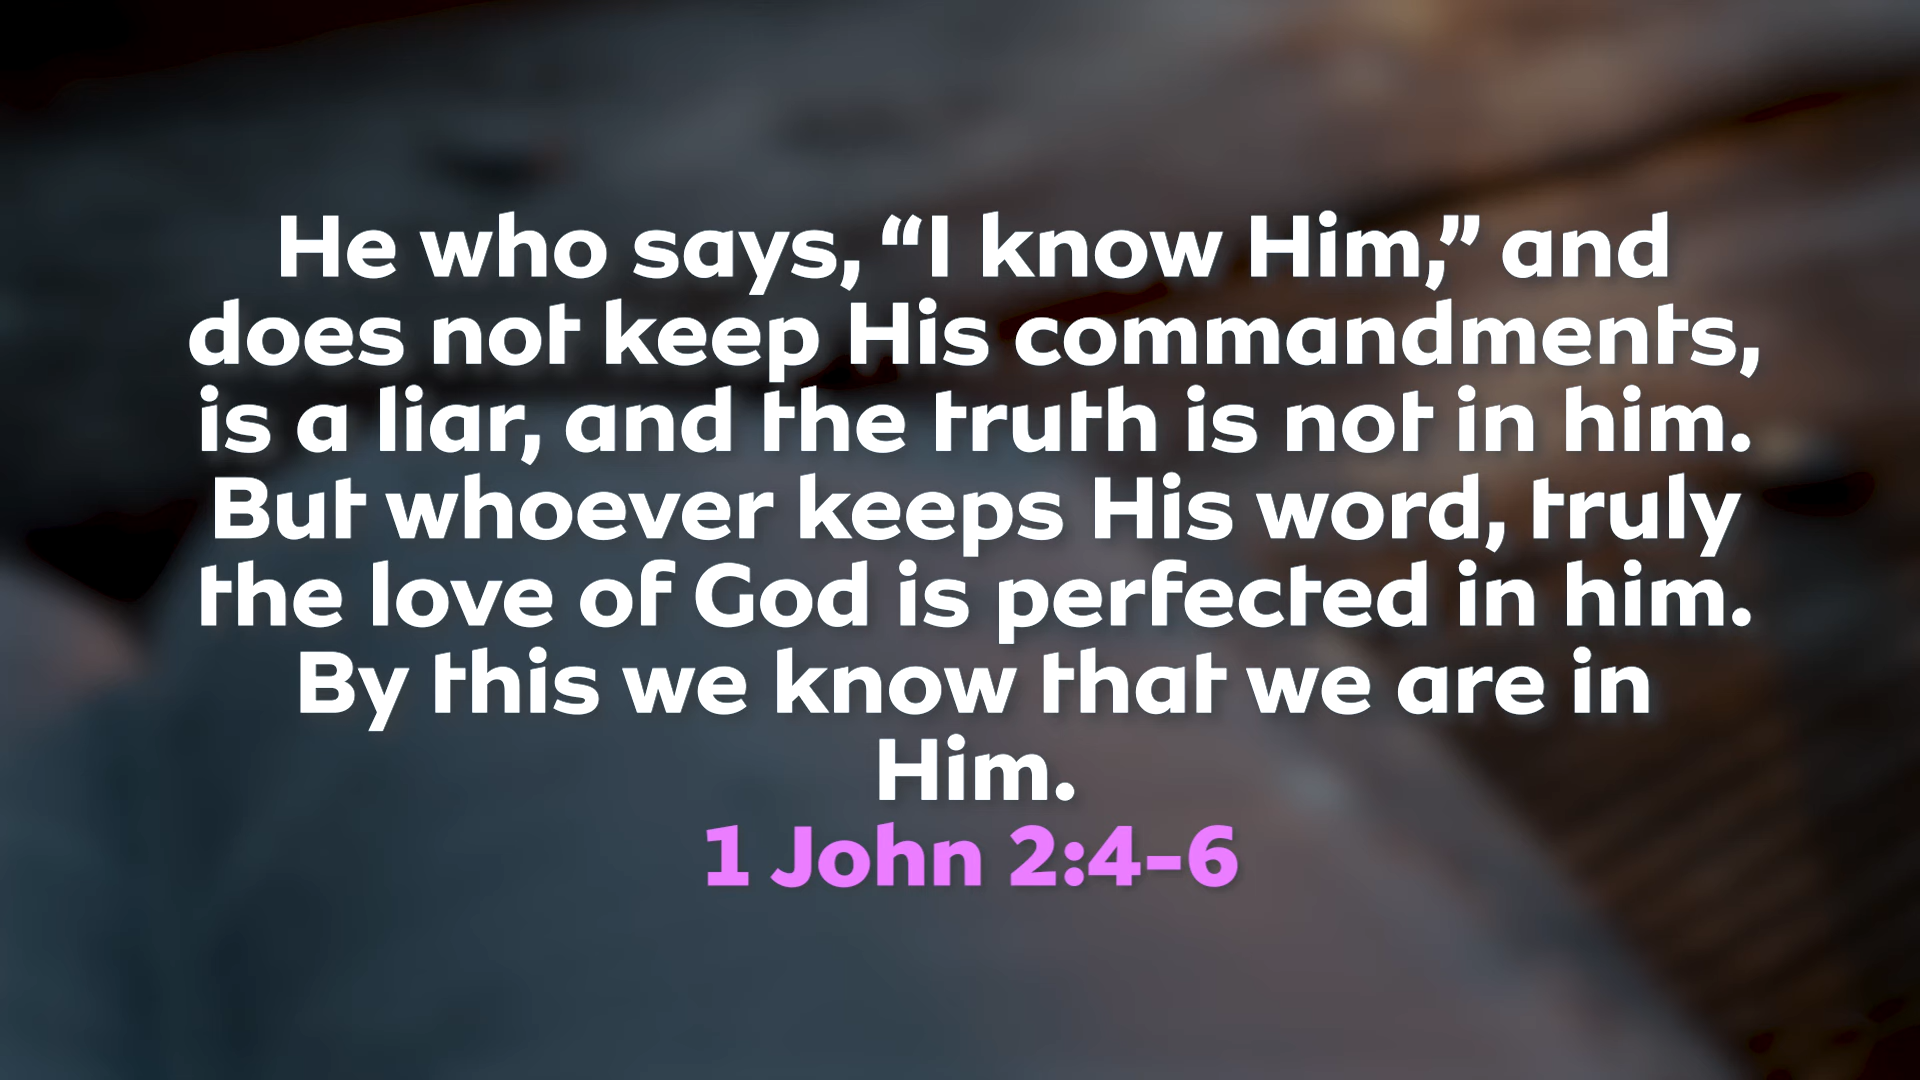 He who says, “I know Him,” and
does not keep His commandments,
is a liar, and the truth is not in him.
But whoever keeps His word, truly
the love of God is perfected in him.
By this we know that we are in
Him.
1 John 2:4–6